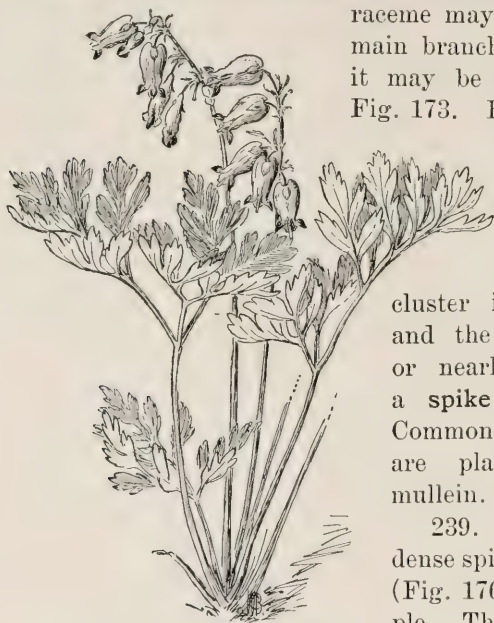 raceme may
main branch
it may be
Fig. 173.
cluster
and the
or nearl
a spike
Common
are pla
mullein.
239.
dense spi
(Fig. 176
ple. Th